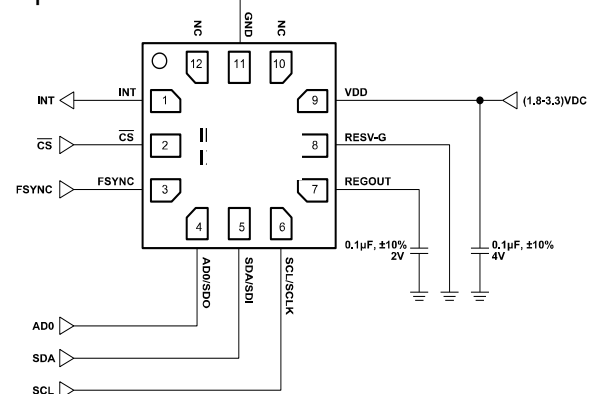 NC
GND
NC
12
11
10
INT
INT
1
9
VDD
(1.8-3.3)VDC
CS
CS
2
8
RESV-G
FSYNC
FSYNC
3
7
REGOUT
4
5
6
0.1µF, ±10%
2V
0.1µF, ±10%
4V
AD0/SDO
SDA/SDI
SCL/SCLK
AD0
SDA
SCL